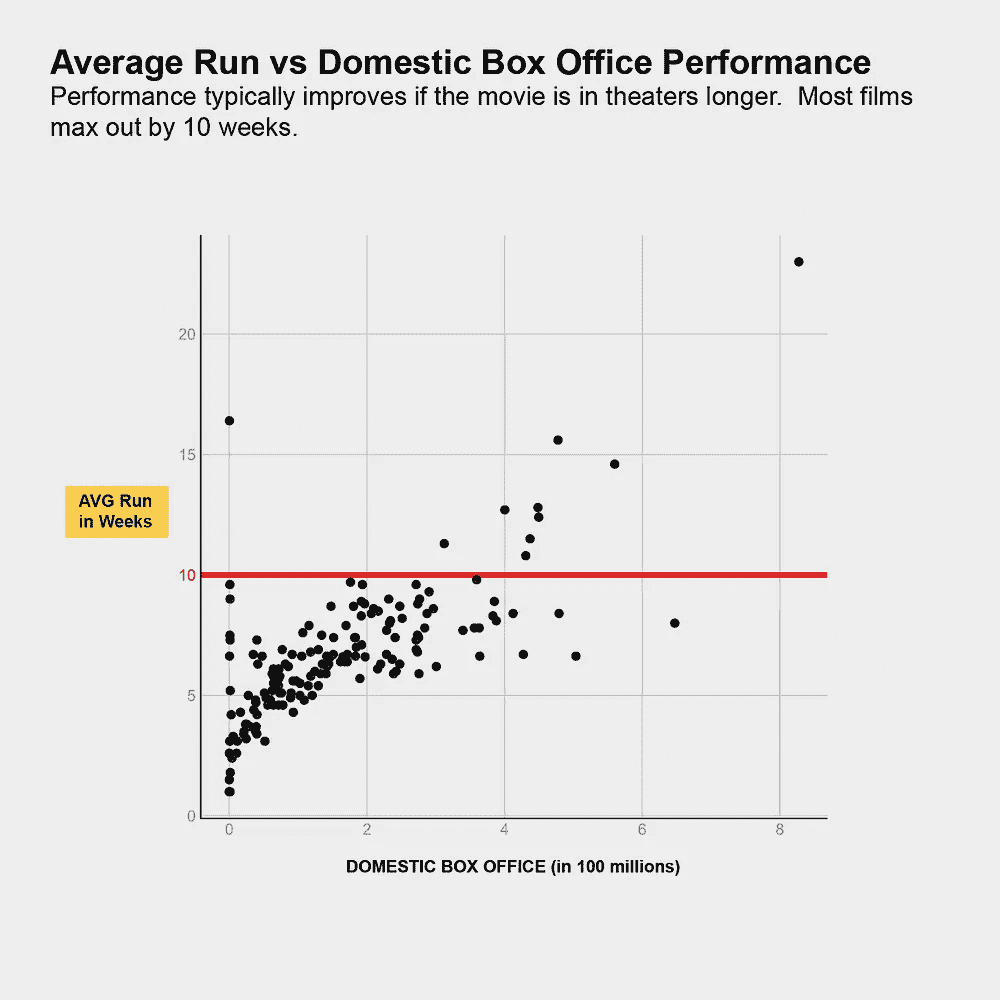 Average Run vs Domestic Box Office Performance
Performance typically improves if the movie is in theaters longer.  Most films
max out by 10 weeks.
20
15
AVG Run
in Weeks
10
5
0
0 2 4 6 8
DOMESTIC BOX OFFICE (in 100 millions)